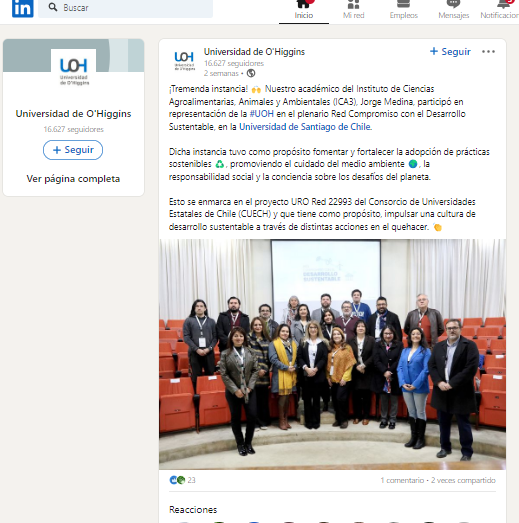 in
Buscar
Inicio
Mi red
Empleos
Mensajes
Notificacion
UOH
Universidad
de O'Higgins
Universidad de O'Higgins
16.627 seguidores
+ Seguir
Ver página completa
UOH
Universidad de O'Higgins
16.627 seguidores
2 semanas •
+ Seguir
¡Tremenda instancia! 🙌 Nuestro académico del Instituto de Ciencias
Agroalimentarias, Animales y Ambientales (ICA3), Jorge Medina, participó en
representación de la #UOH en el plenario Red Compromiso con el Desarrollo
Sustentable, en la Universidad de Santiago de Chile.
Dicha instancia tuvo como propósito fomentar y fortalecer la adopción de prácticas
sostenibles ♻️, promoviendo el cuidado del medio ambiente 🌎, la
responsabilidad social y la conciencia sobre los desafíos del planeta.
Esto se enmarca en el proyecto URO Red 22993 del Consorcio de Universidades
Estatales de Chile (CUECH) y que tiene como propósito, impulsar una cultura de
desarrollo sustentable a través de distintas acciones en el quehacer. 👏
DESARROLLO
SUSTENTABLE
23
1 comentario • 2 veces compartido
Reacciones